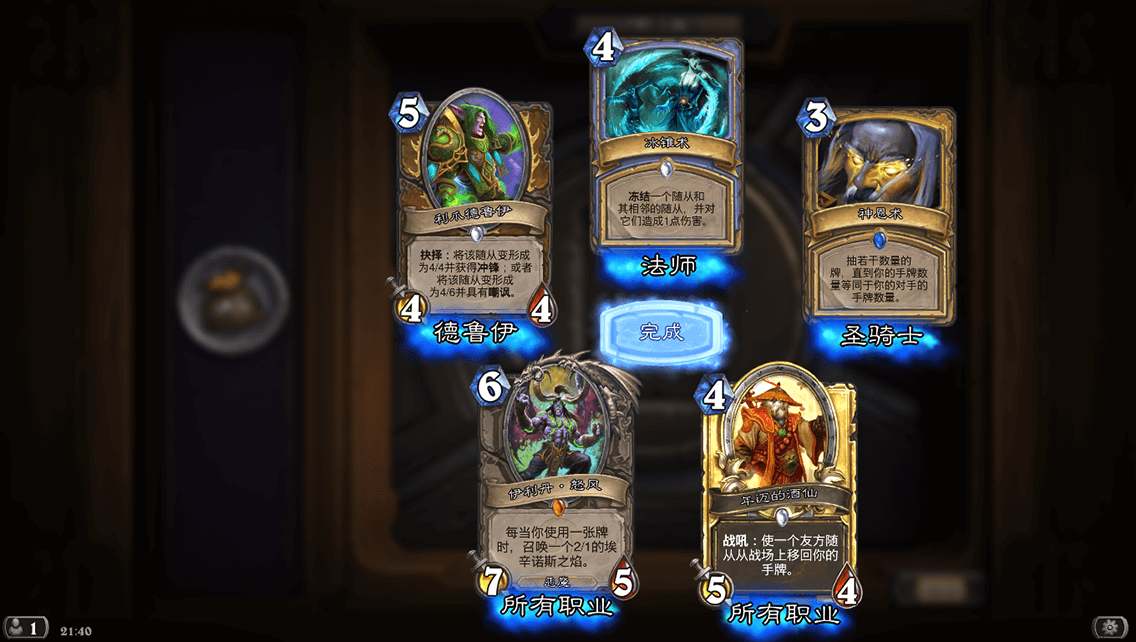 5
利爪德鲁伊
抉择：将该随从变形成
为4/4并获得冲锋；或者
将该随从变形成
为4/6并具有嘲讽。
4
4
德鲁伊
4
冰锥术
冻结一个随从和
其相邻的随从，并对
它们造成1点伤害。
法师
3
神恩术
抽若干数量的
牌，直到你的手牌数
量等同于你的对手的
手牌数量。
圣骑士
完成
6
伊利丹·怒风
每当你使用一张牌
时，召唤一个2/1的埃
辛诺斯之焰。
恶魔
7
5
所有职业
4
年迈的酒仙
战吼：使一个友方随
从从战场上移回你的
手牌。
5
4
所有职业
1
21:40